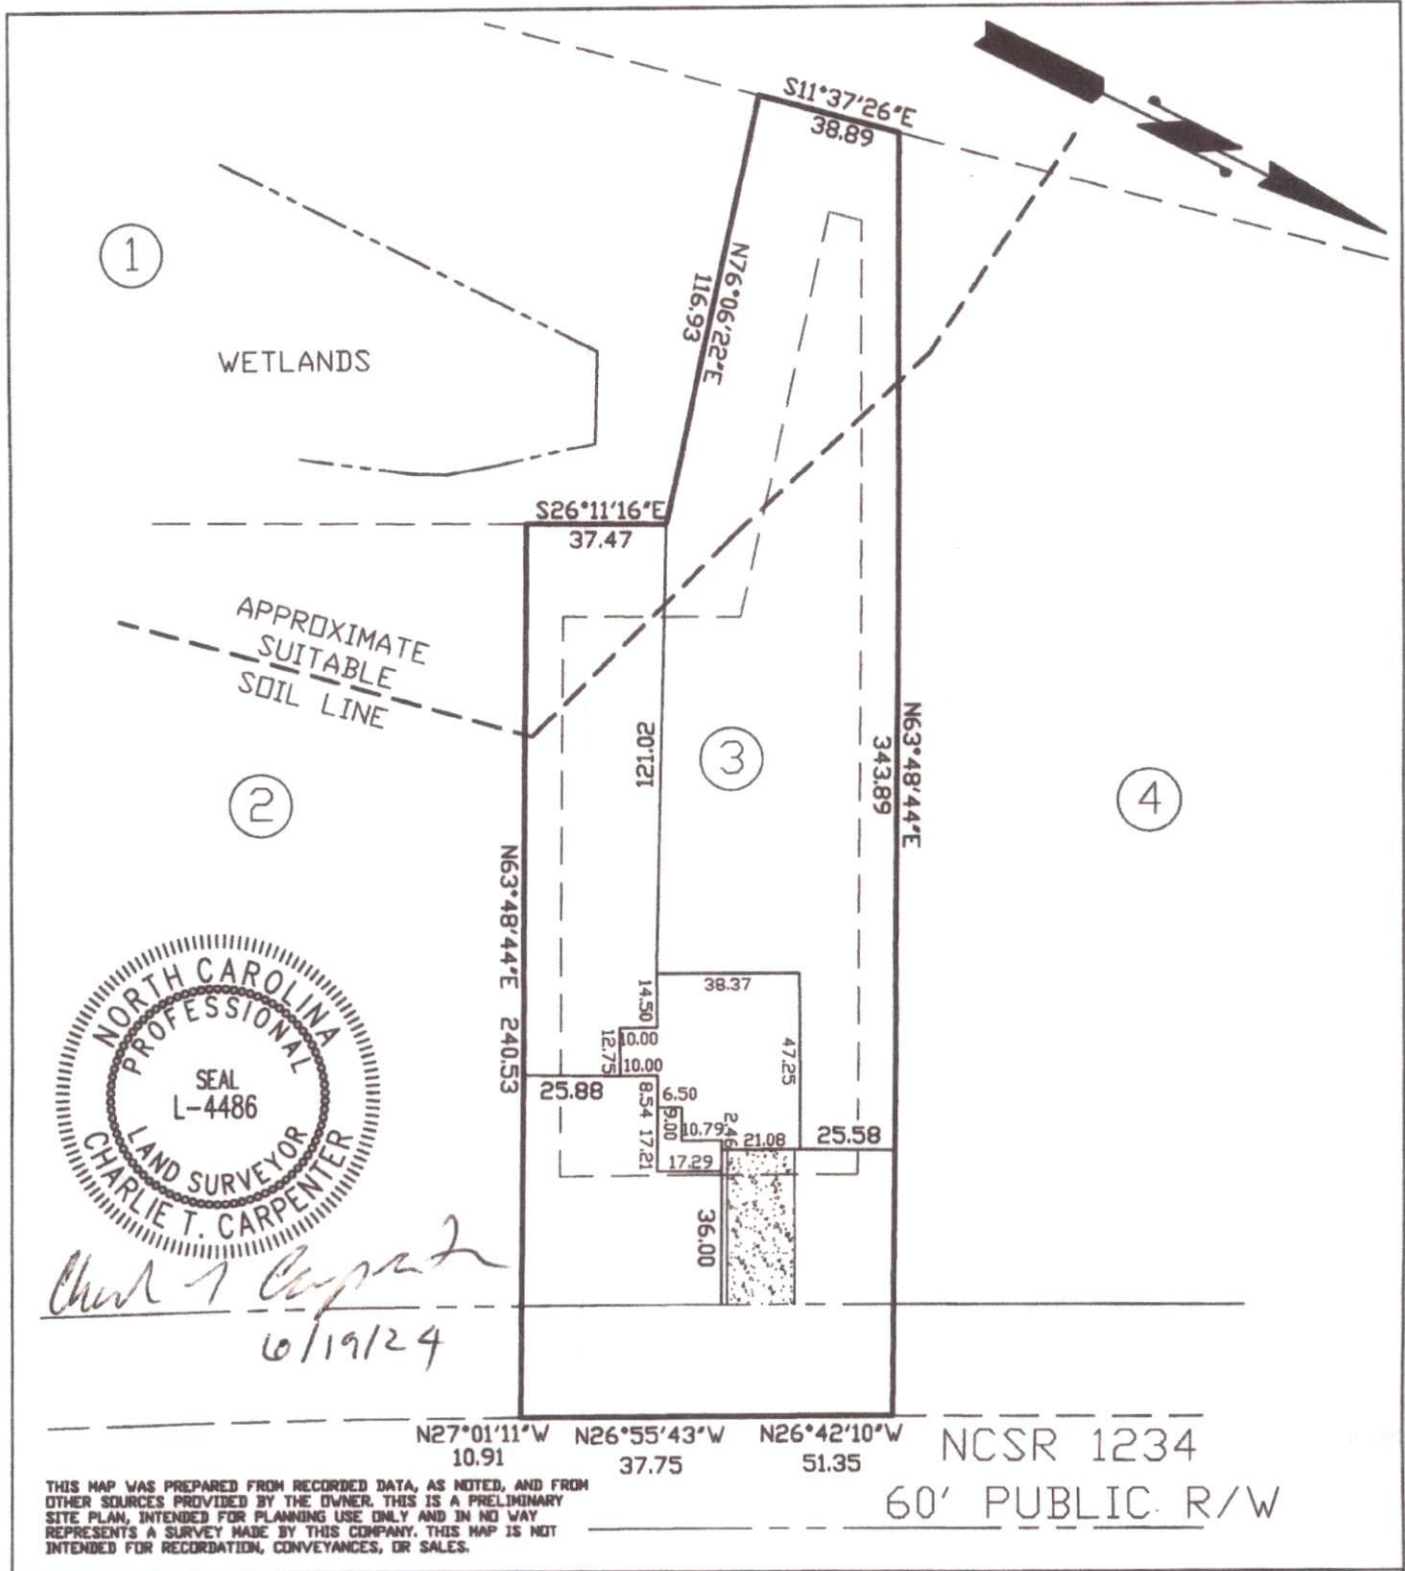 S11°37'26"E
38.89
N76°06'22"E
116.93
1
WETLANDS
S26°11'16"E
37.47
APPROXIMATE
SUITABLE
SOIL LINE
121.02
3
N63°48'44"E
343.89
2
4
N63°48'44"E 240.53
NORTH CAROLINA
PROFESSIONAL
SEAL
L-4486
LAND SURVEYOR
CHARLIE T. CARPENTER
38.37
14.50
10.00
12.75
10.00
47.25
25.88
8.54
6.50
9.00
10.79
2.46
21.08
25.58
17.21
17.29
36.00
6/19/24
N27°01'11"W
10.91
N26°55'43"W
37.75
N26°42'10"W
51.35
NCSR 1234
60' PUBLIC R/W
THIS MAP WAS PREPARED FROM RECORDED DATA, AS NOTED, AND FROM
OTHER SOURCES PROVIDED BY THE OWNER. THIS IS A PRELIMINARY
SITE PLAN, INTENDED FOR PLANNING USE ONLY AND IN NO WAY
REPRESENTS A SURVEY MADE BY THIS COMPANY. THIS MAP IS NOT
INTENDED FOR RECORDATION, CONVEYANCES, OR SALES.